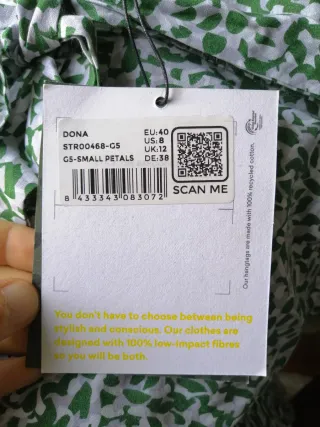 DONA
STR00468-G5
G5-SMALL PETALS
EU:40
US:8
UK:12
DE:38
8 433343 083072
SCAN ME
Our hangtags are made with 100% recycled cotton.
You don't have to choose between being
stylish and conscious. Our clothes are
designed with 100% low-impact fibres
so you will be both.